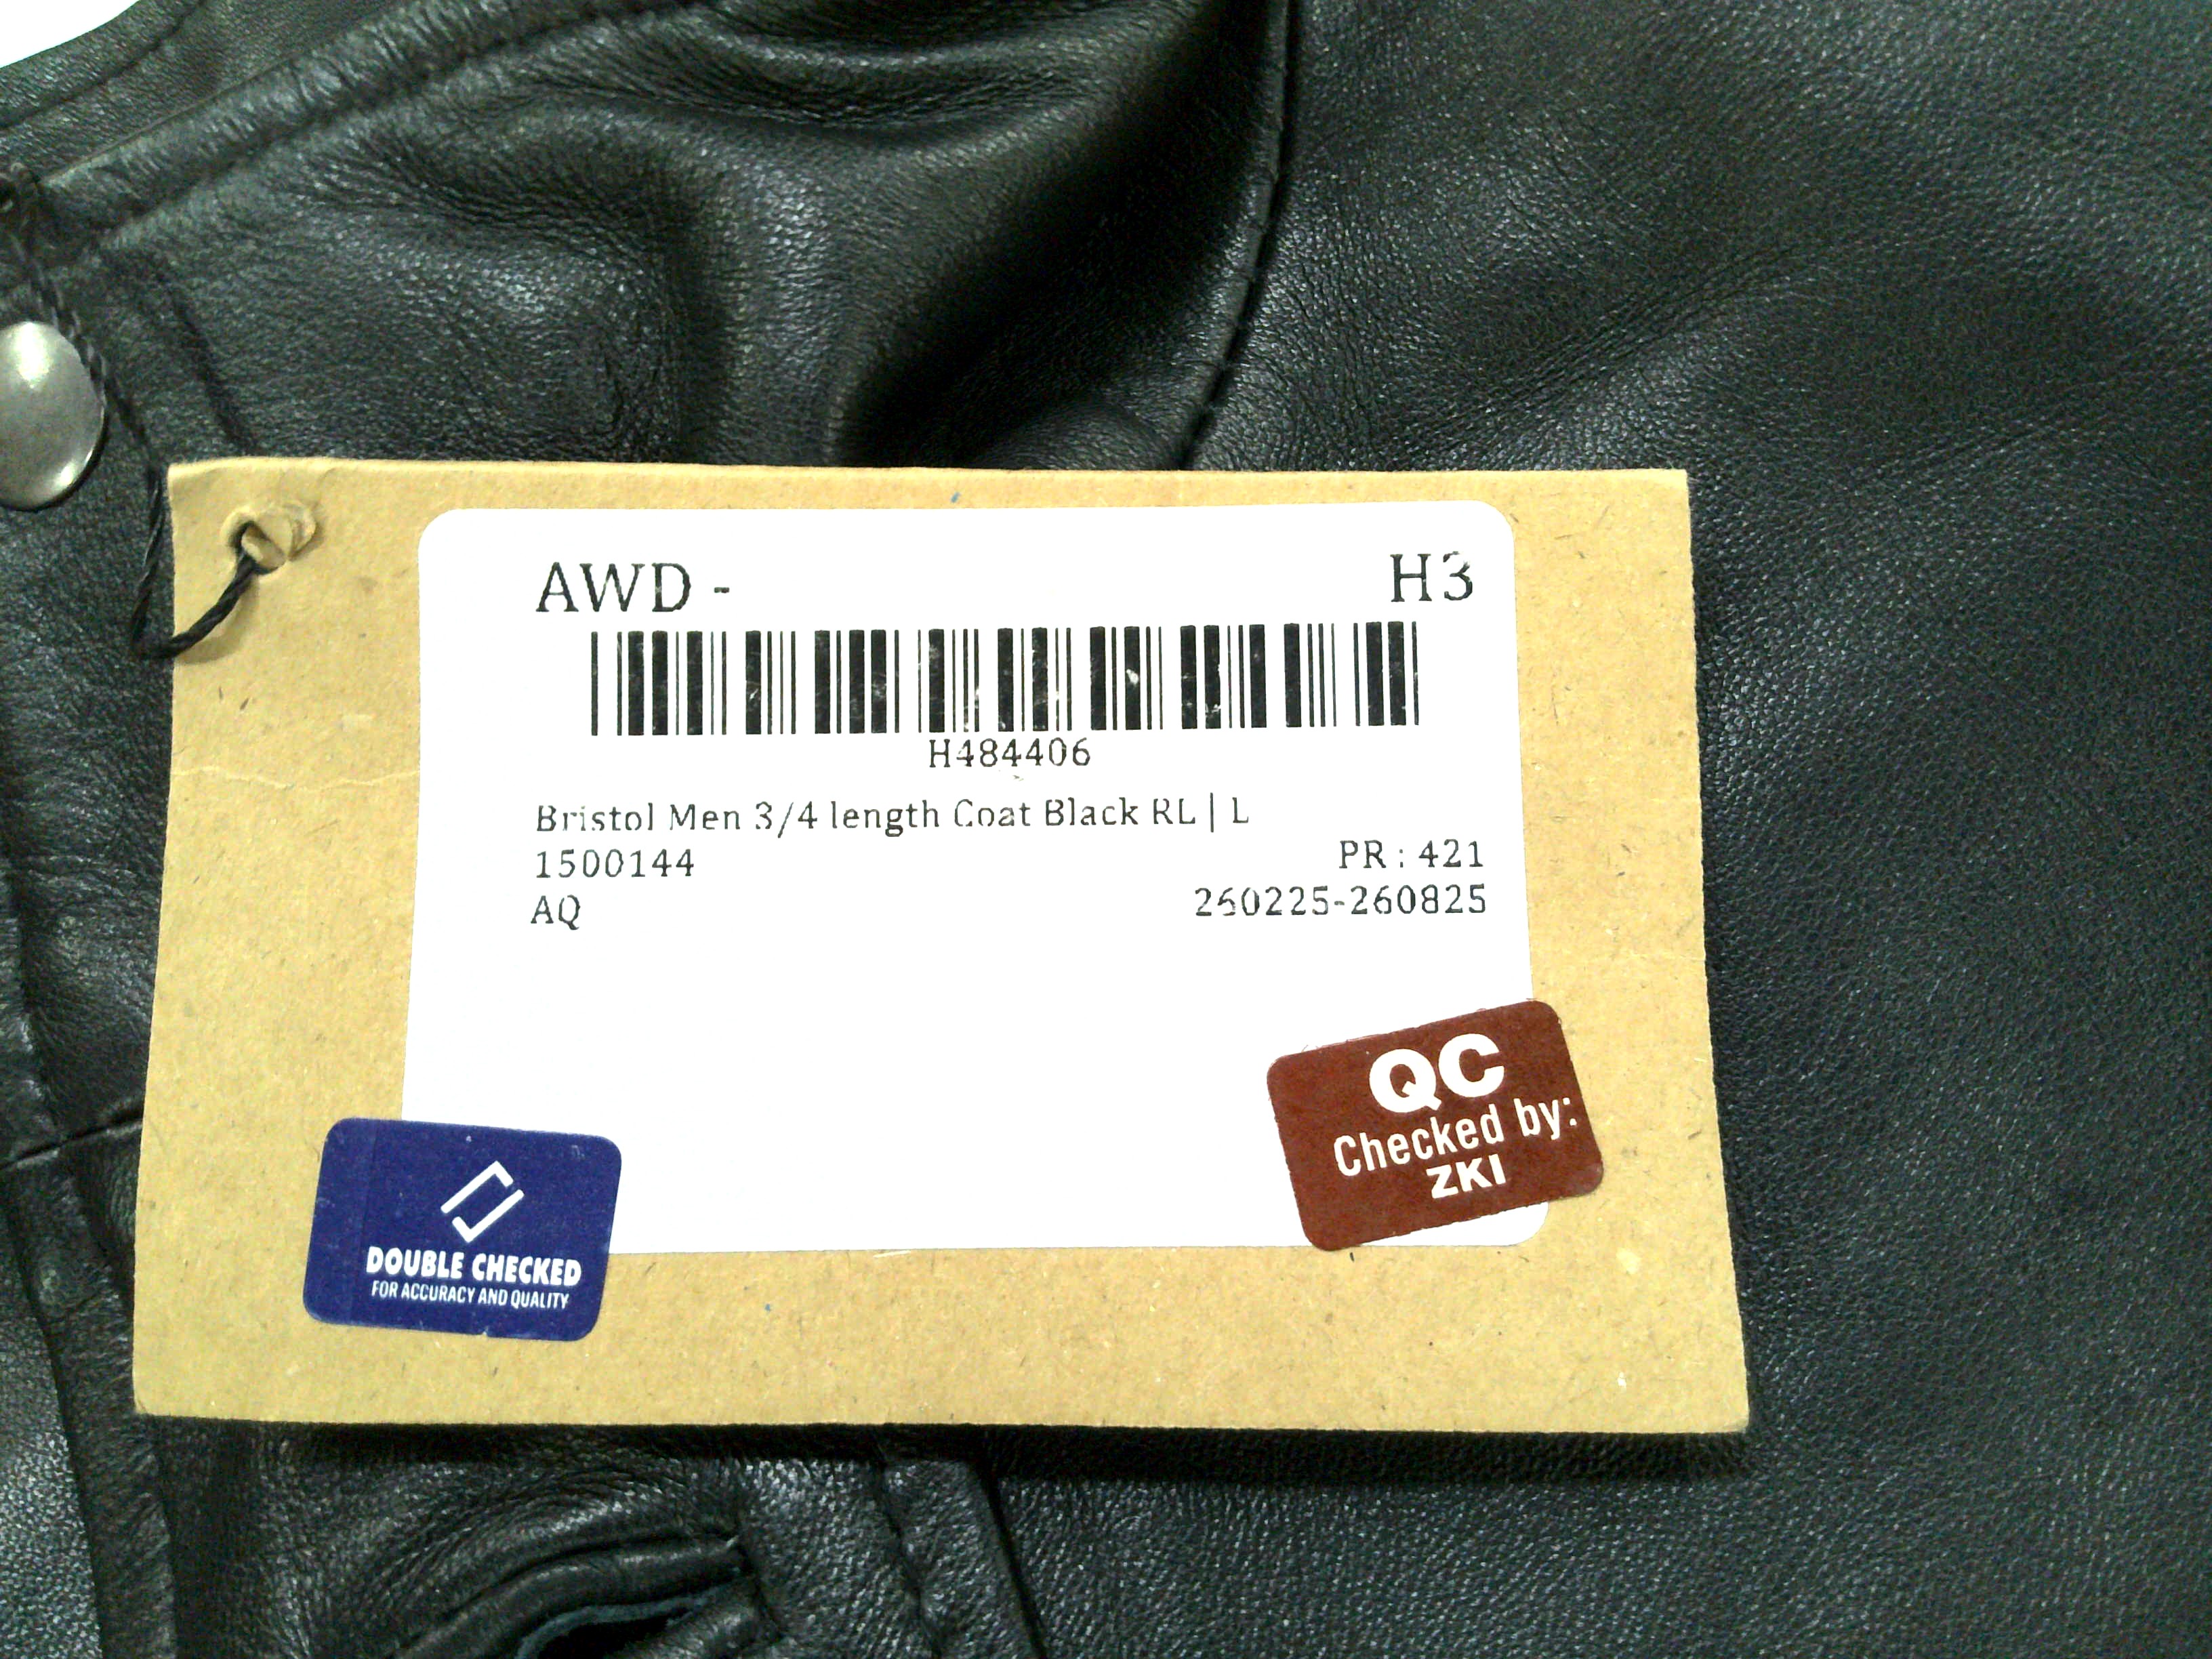 AWD - H3
H484406
Bristol Men 3/4 length Coat Black RL | L
1500144 PR : 421
AQ 260225-260825
QC
Checked by:
ZKI
DOUBLE CHECKED
FOR ACCURACY AND QUALITY